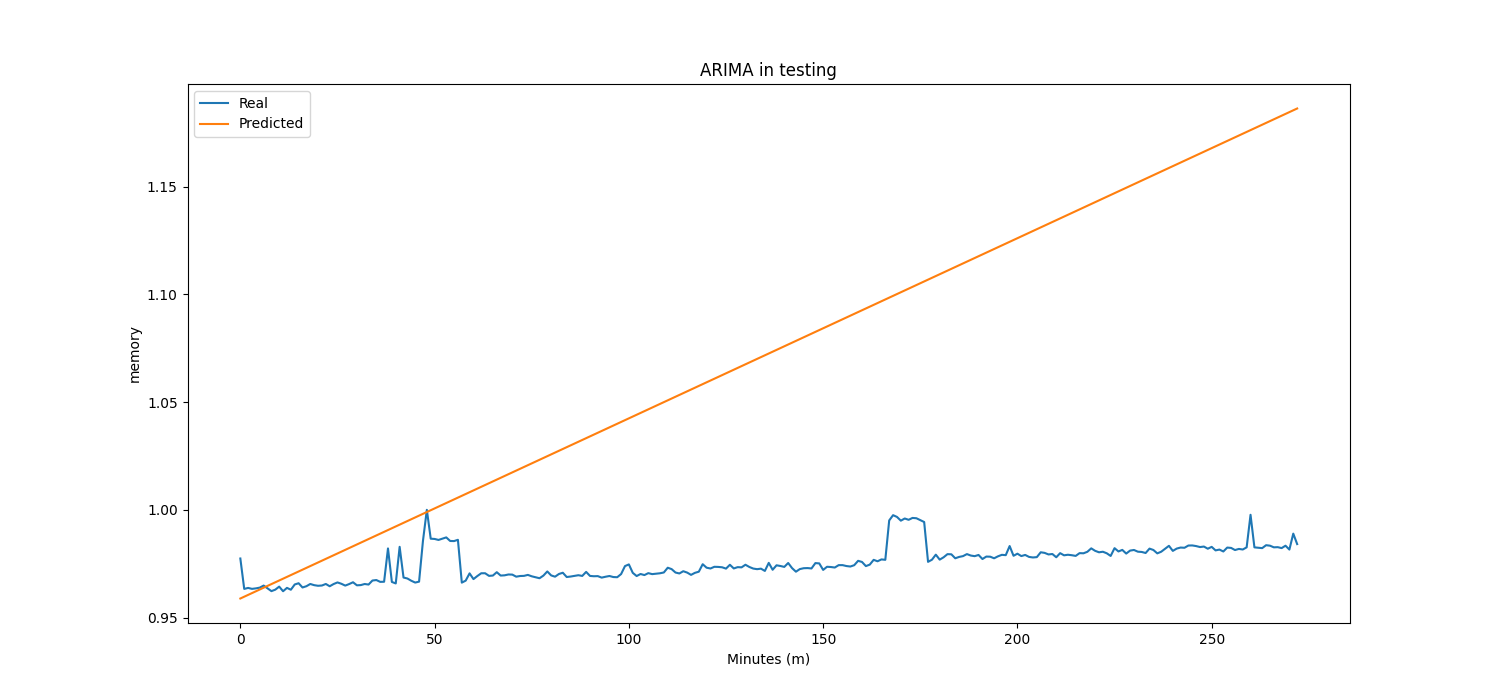 ARIMA in testing
Real
Predicted
1.15
1.10
1.05
1.00
0.95
memory
0 50 100 150 200 250
Minutes (m)